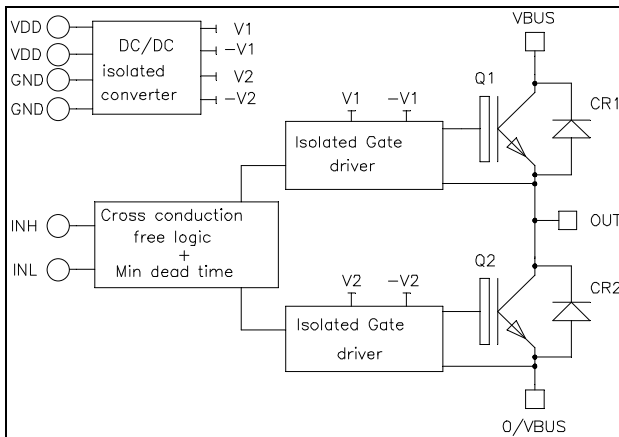 VDD
VDD
GND
GND
DC/DC
isolated
converter
V1
-V1
V2
-V2
VBUS
Q1
CR1
V1 -V1
Isolated Gate
driver
INH
INL
Cross conduction
free logic
+
Min dead time
OUT
Q2
CR2
V2 -V2
Isolated Gate
driver
0/VBUS